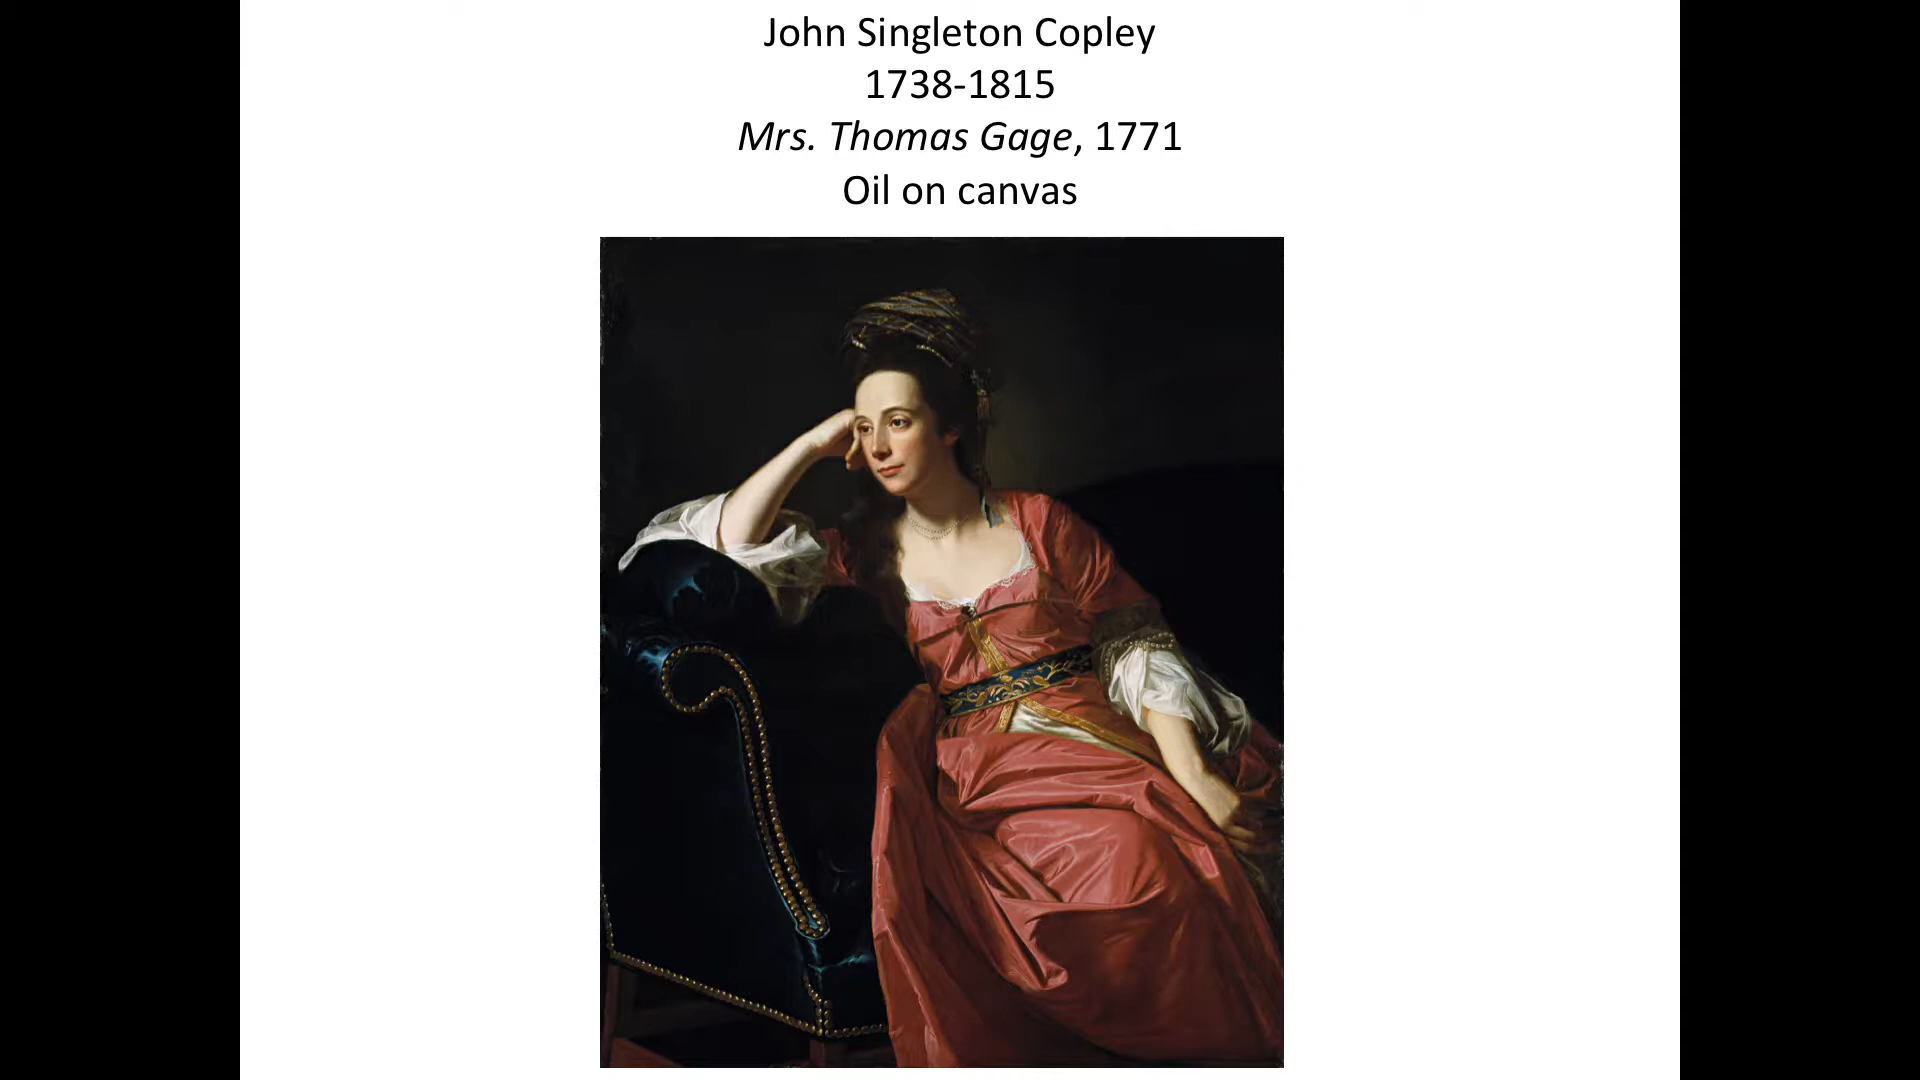 John Singleton Copley
1738-1815
Mrs. Thomas Gage, 1771
Oil on canvas